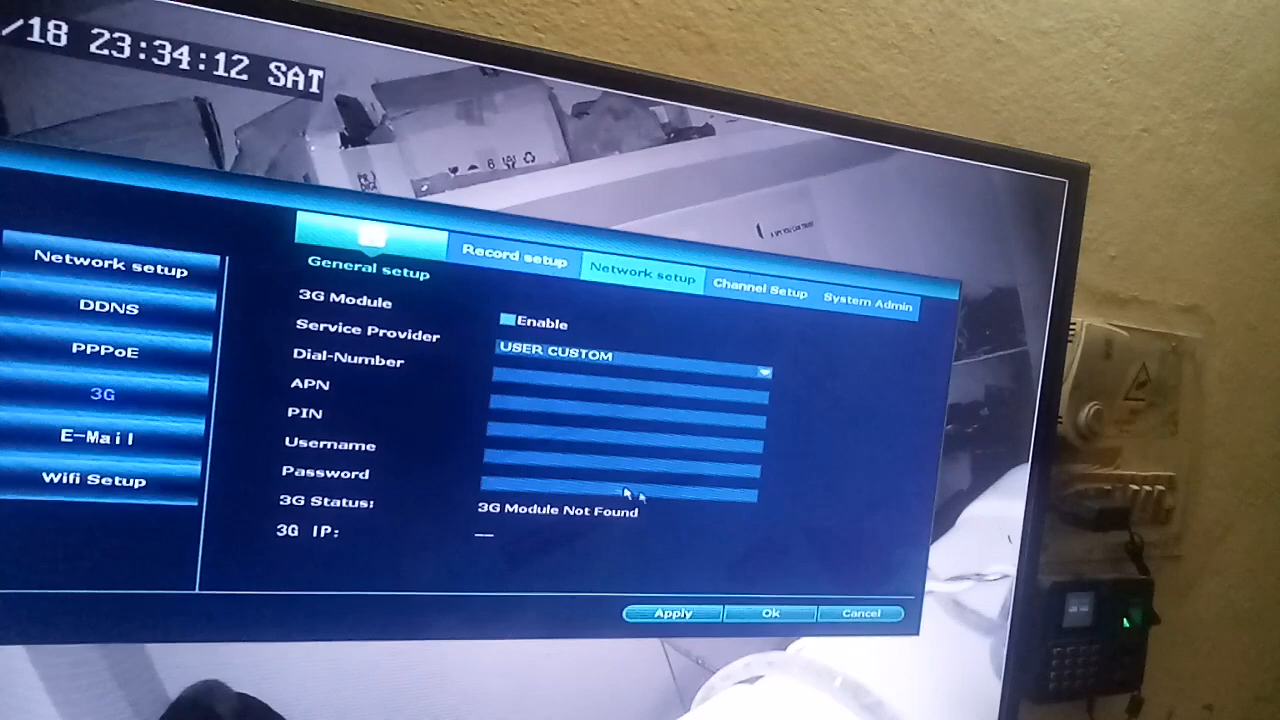 /18 23:34:12 SAT
General setup
Record setup
Network setup
Channel Setup
System Admin
Network setup
DDNS
PPPoE
3G
E-Mail
Wifi Setup
3G Module
Enable
Service Provider
USER CUSTOM
Dial-Number
APN
PIN
Username
Password
3G Status:
3G Module Not Found
3G IP:
__
Apply
Ok
Cancel